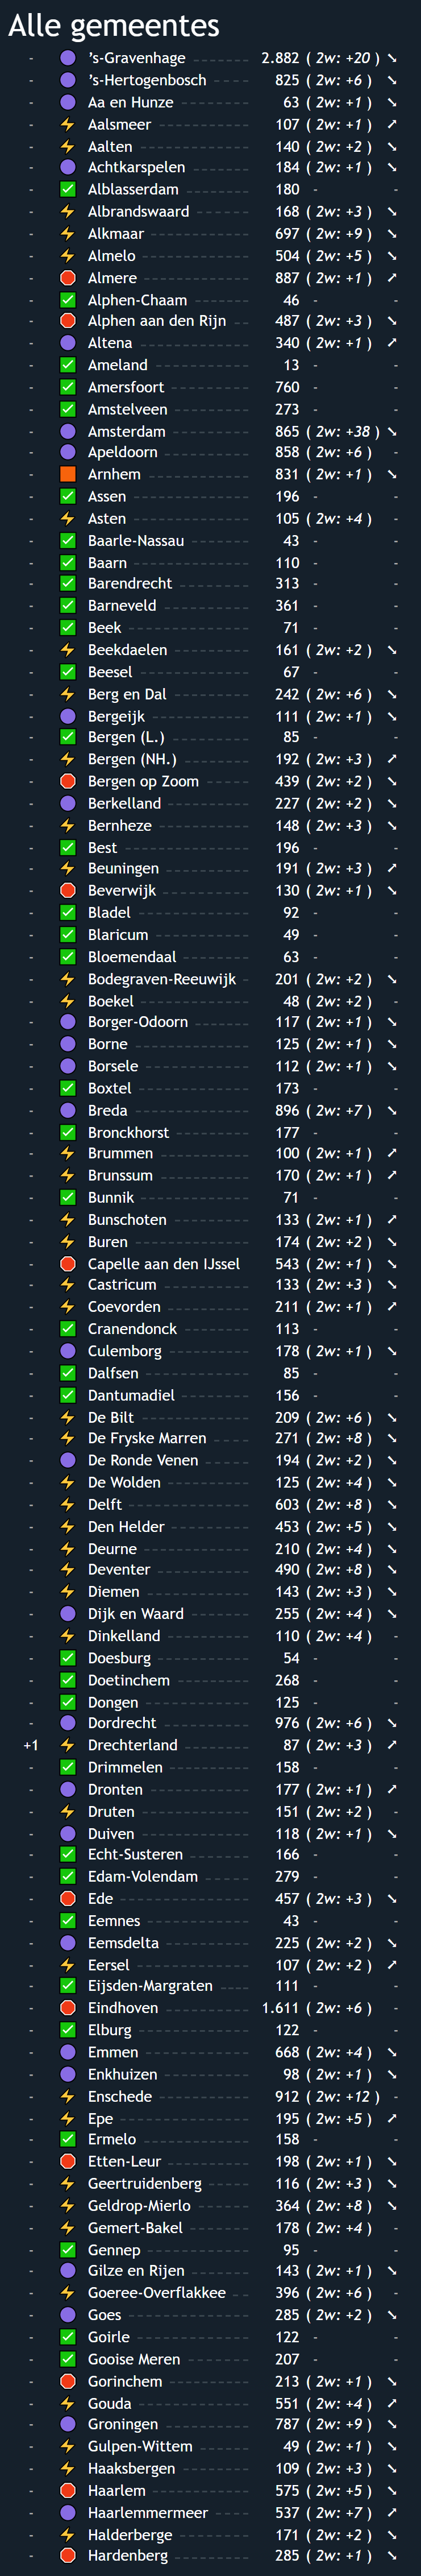 Alle gemeentes
- ’s-Gravenhage 2.882 ( 2w: +20 )
- ’s-Hertogenbosch 825 ( 2w: +6 )
- Aa en Hunze 63 ( 2w: +1 )
- Aalsmeer 107 ( 2w: +1 )
- Aalten 140 ( 2w: +2 )
- Achtkarspelen 184 ( 2w: +1 )
- Alblasserdam 180 - -
- Albrandswaard 168 ( 2w: +3 )
- Alkmaar 697 ( 2w: +9 )
- Almelo 504 ( 2w: +5 )
- Almere 887 ( 2w: +1 )
- Alphen-Chaam 46 - -
- Alphen aan den Rijn 487 ( 2w: +3 )
- Altena 340 ( 2w: +1 )
- Ameland 13 - -
- Amersfoort 760 - -
- Amstelveen 273 - -
- Amsterdam 865 ( 2w: +38 )
- Apeldoorn 858 ( 2w: +6 ) -
- Arnhem 831 ( 2w: +1 )
- Assen 196 - -
- Asten 105 ( 2w: +4 ) -
- Baarle-Nassau 43 - -
- Baarn 110 - -
- Barendrecht 313 - -
- Barneveld 361 - -
- Beek 71 - -
- Beekdaelen 161 ( 2w: +2 )
- Beesel 67 - -
- Berg en Dal 242 ( 2w: +6 )
- Bergeijk 111 ( 2w: +1 )
- Bergen (L.) 85 - -
- Bergen (NH.) 192 ( 2w: +3 )
- Bergen op Zoom 439 ( 2w: +2 )
- Berkelland 227 ( 2w: +2 )
- Bernheze 148 ( 2w: +3 )
- Best 196 - -
- Beuningen 191 ( 2w: +3 )
- Beverwijk 130 ( 2w: +1 )
- Bladel 92 - -
- Blaricum 49 - -
- Bloemendaal 63 - -
- Bodegraven-Reeuwijk 201 ( 2w: +2 )
- Boekel 48 ( 2w: +2 ) -
- Borger-Odoorn 117 ( 2w: +1 )
- Borne 125 ( 2w: +1 )
- Borsele 112 ( 2w: +1 )
- Boxtel 173 - -
- Breda 896 ( 2w: +7 )
- Bronckhorst 177 - -
- Brummen 100 ( 2w: +1 )
- Brunssum 170 ( 2w: +1 )
- Bunnik 71 - -
- Bunschoten 133 ( 2w: +1 )
- Buren 174 ( 2w: +2 )
- Capelle aan den IJssel 543 ( 2w: +1 )
- Castricum 133 ( 2w: +3 )
- Coevorden 211 ( 2w: +1 )
- Cranendonck 113 - -
- Culemborg 178 ( 2w: +1 )
- Dalfsen 85 - -
- Dantumadiel 156 - -
- De Bilt 209 ( 2w: +6 )
- De Fryske Marren 271 ( 2w: +8 )
- De Ronde Venen 194 ( 2w: +2 )
- De Wolden 125 ( 2w: +4 )
- Delft 603 ( 2w: +8 )
- Den Helder 453 ( 2w: +5 )
- Deurne 210 ( 2w: +4 )
- Deventer 490 ( 2w: +8 )
- Diemen 143 ( 2w: +3 )
- Dijk en Waard 255 ( 2w: +4 )
- Dinkelland 110 ( 2w: +4 ) -
- Doesburg 54 - -
- Doetinchem 268 - -
- Dongen 125 - -
- Dordrecht 976 ( 2w: +6 )
+1 Drechterland 87 ( 2w: +3 )
- Drimmelen 158 - -
- Dronten 177 ( 2w: +1 )
- Druten 151 ( 2w: +2 ) -
- Duiven 118 ( 2w: +1 )
- Echt-Susteren 166 - -
- Edam-Volendam 279 - -
- Ede 457 ( 2w: +3 )
- Eemnes 43 - -
- Eemsdelta 225 ( 2w: +2 )
- Eersel 107 ( 2w: +2 )
- Eijsden-Margraten 111 - -
- Eindhoven 1.611 ( 2w: +6 ) -
- Elburg 122 - -
- Emmen 668 ( 2w: +4 )
- Enkhuizen 98 ( 2w: +1 )
- Enschede 912 ( 2w: +12 ) -
- Epe 195 ( 2w: +5 )
- Ermelo 158 - -
- Etten-Leur 198 ( 2w: +1 )
- Geertruidenberg 116 ( 2w: +3 )
- Geldrop-Mierlo 364 ( 2w: +8 )
- Gemert-Bakel 178 ( 2w: +4 ) -
- Gennep 95 - -
- Gilze en Rijen 143 ( 2w: +1 )
- Goeree-Overflakkee 396 ( 2w: +6 ) -
- Goes 285 ( 2w: +2 )
- Goirle 122 - -
- Gooise Meren 207 - -
- Gorinchem 213 ( 2w: +1 )
- Gouda 551 ( 2w: +4 )
- Groningen 787 ( 2w: +9 )
- Gulpen-Wittem 49 ( 2w: +1 )
- Haaksbergen 109 ( 2w: +3 )
- Haarlem 575 ( 2w: +5 )
- Haarlemmermeer 537 ( 2w: +7 )
- Halderberge 171 ( 2w: +2 )
- Hardenberg 285 ( 2w: +1 )